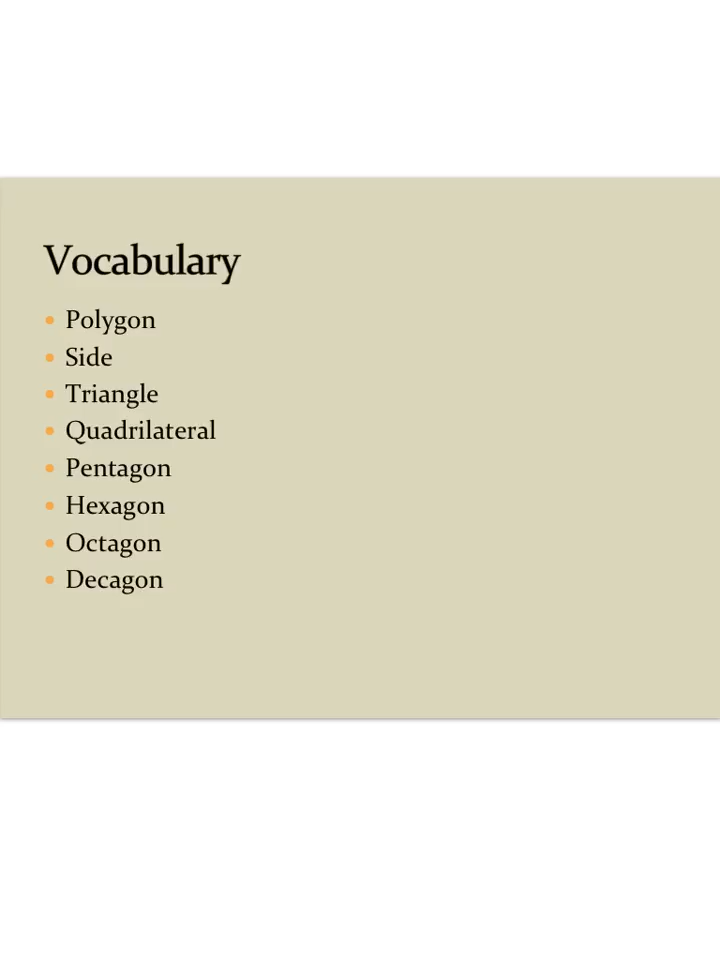 Vocabulary
• Polygon
• Side
• Triangle
• Quadrilateral
• Pentagon
• Hexagon
• Octagon
• Decagon